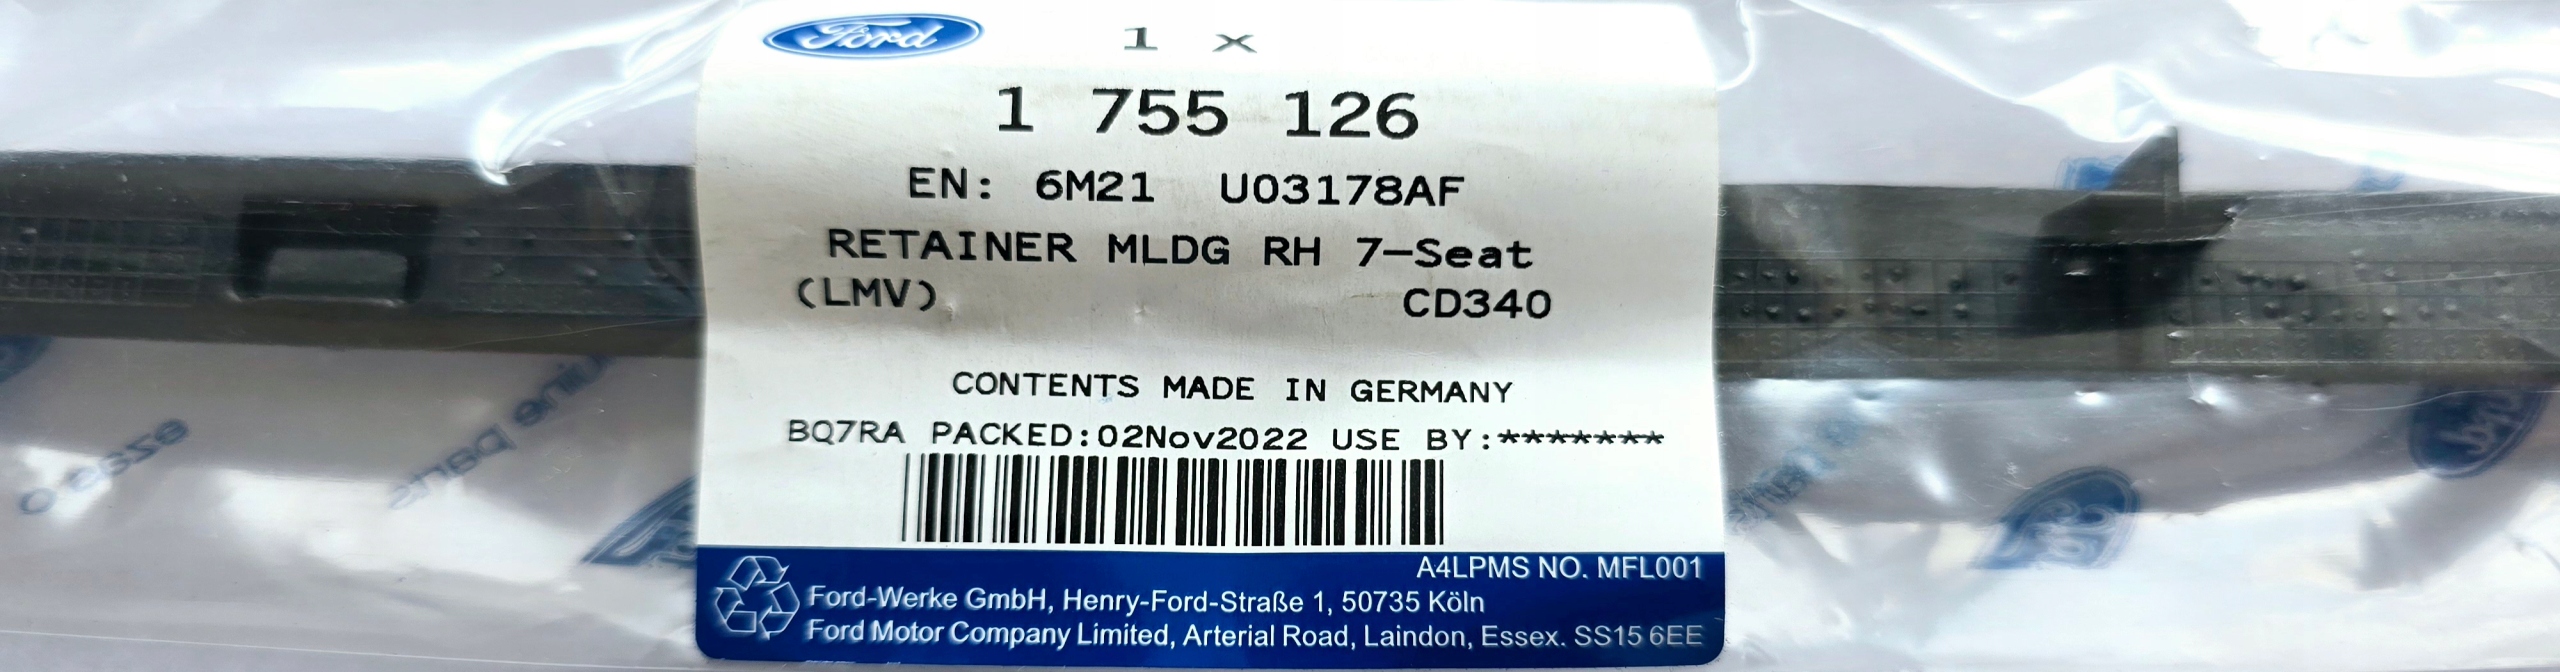 Ford 1 x
1 755 126
EN: 6M21 U03178AF
RETAINER MLDG RH 7-Seat
(LMV) CD340
CONTENTS MADE IN GERMANY
BQ7RA PACKED:02Nov2022 USE BY:*******
A4LPMS NO. MFL001
Ford-Werke GmbH, Henry-Ford-Straße 1, 50735 Köln
Ford Motor Company Limited, Arterial Road, Laindon, Essex. SS15 6EE